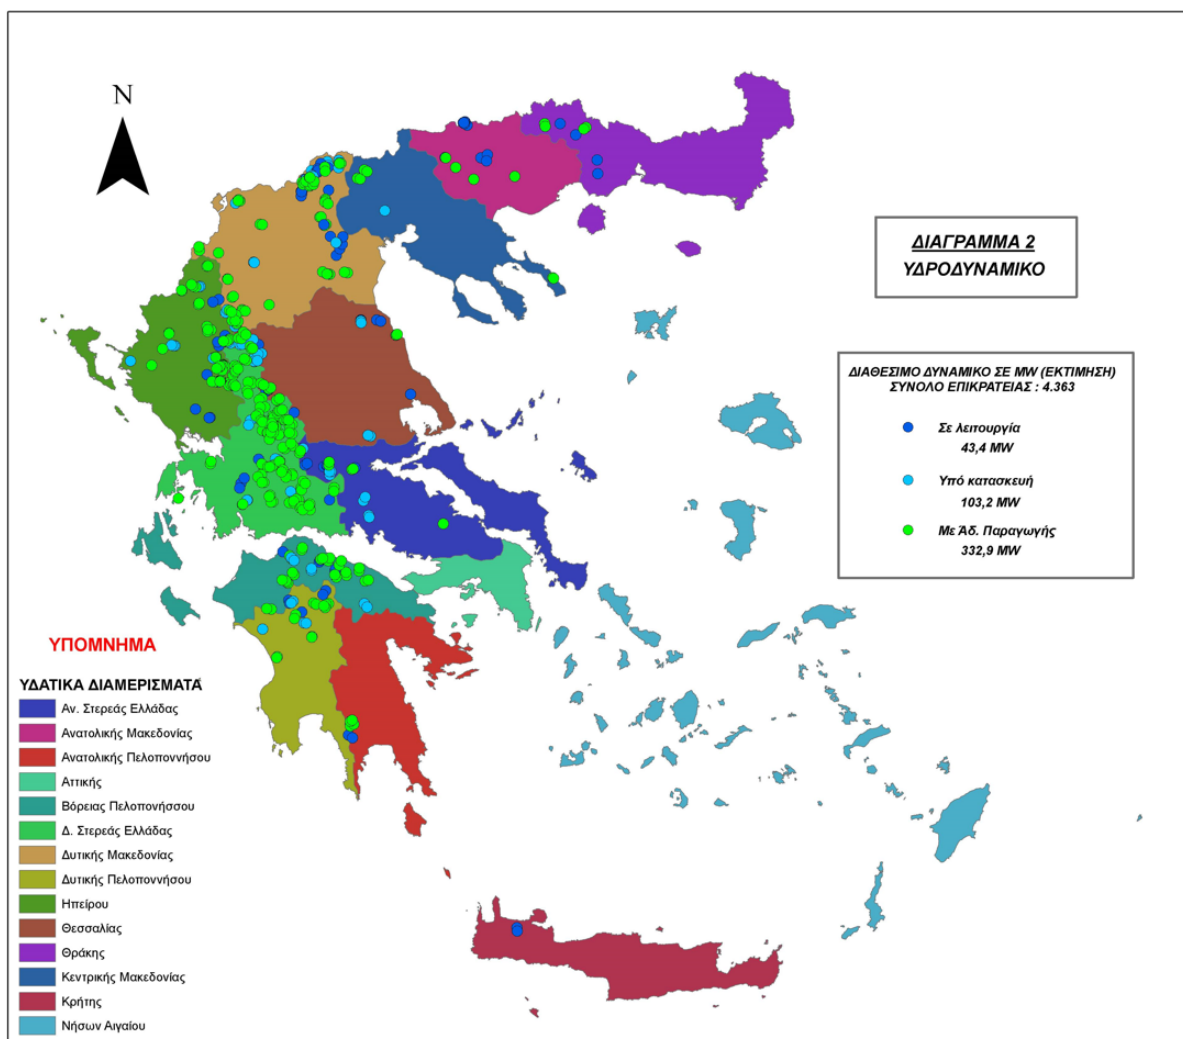 N
ΔΙΑΓΡΑΜΜΑ 2
ΥΔΡΟΔΥΝΑΜΙΚΟ
ΔΙΑΘΕΣΙΜΟ ΔΥΝΑΜΙΚΟ ΣΕ MW (ΕΚΤΙΜΗΣΗ)
ΣΥΝΟΛΟ ΕΠΙΚΡΑΤΕΙΑΣ : 4.363
Σε λειτουργία
43,4 MW
Υπό κατασκευή
103,2 MW
Με Άδ. Παραγωγής
332,9 MW
ΥΠΟΜΝΗΜΑ
ΥΔΑΤΙΚΑ ΔΙΑΜΕΡΙΣΜΑΤΑ
Αν. Στερεάς Ελλάδας
Ανατολικής Μακεδονίας
Ανατολικής Πελοποννήσου
Αττικής
Βόρειας Πελοπονήσσου
Δ. Στερεάς Ελλάδας
Δυτικής Μακεδονίας
Δυτικής Πελοποννήσου
Ηπείρου
Θεσσαλίας
Θράκης
Κεντρικής Μακεδονίας
Κρήτης
Νήσων Αιγαίου